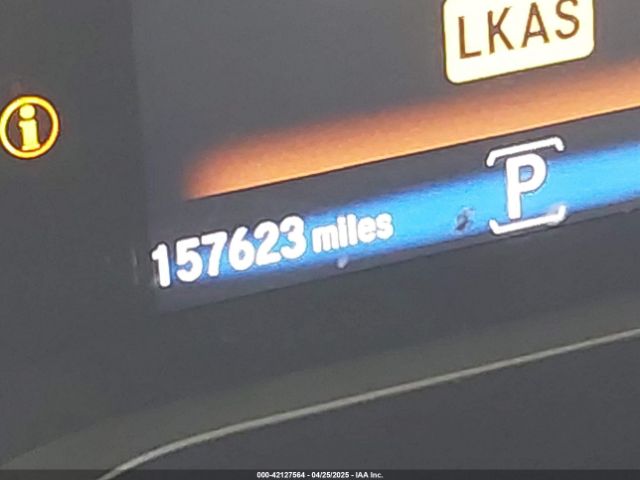 LKAS
i
P
157623 miles
000-42127564 - 04/25/2025 - IAA Inc.